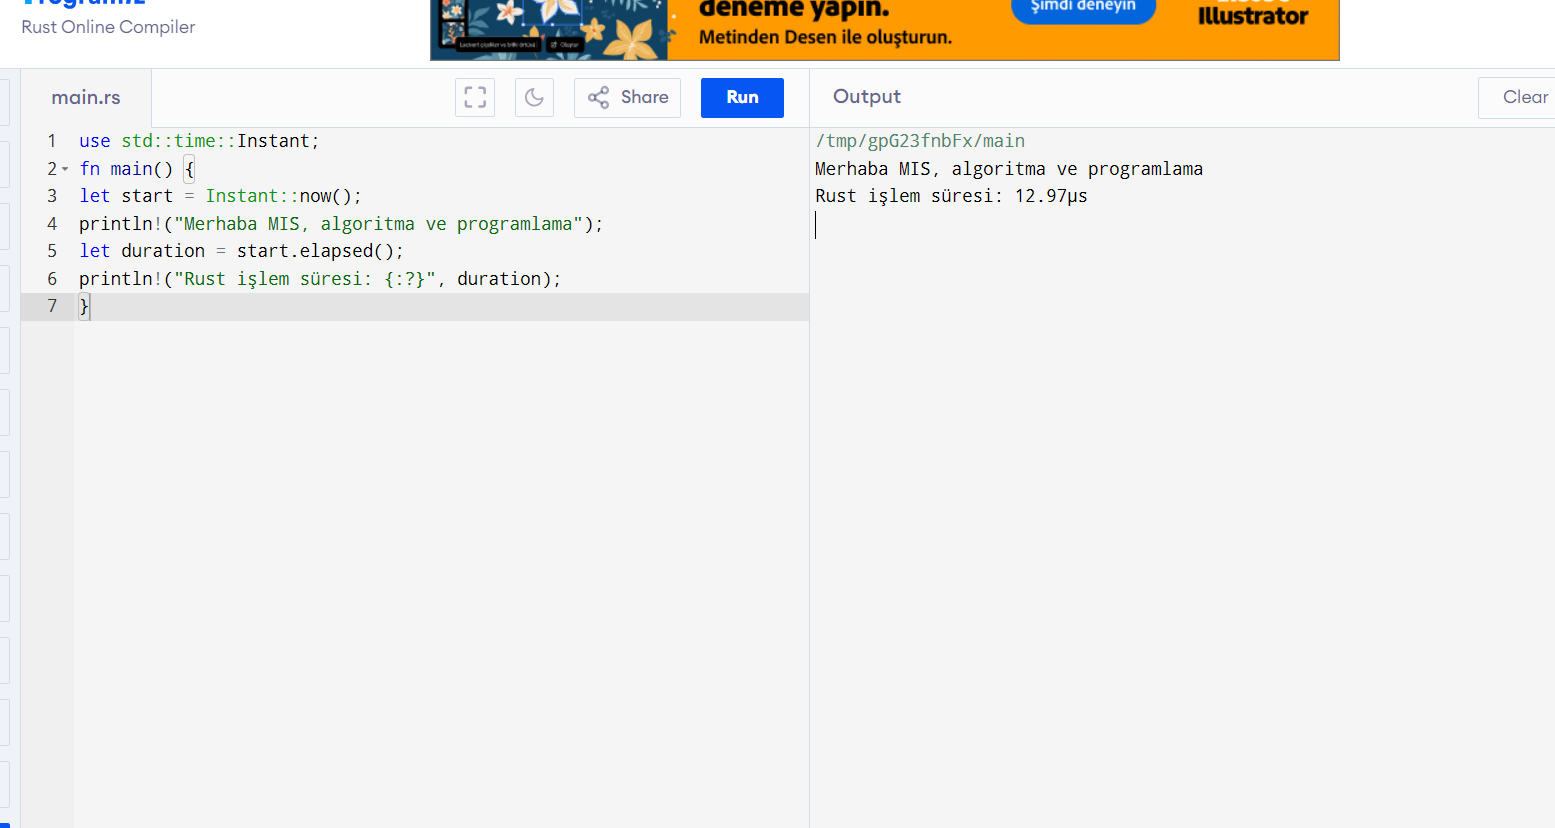 Rust Online Compiler
deneme yapın.
Metinden Desen ile oluşturun.
Şimdi deneyin
Illustrator
main.rs
Share
Run
Output
Clear
1 use std::time::Instant;
2 fn main() {
3 let start = Instant::now();
4 println!("Merhaba MIS, algoritma ve programlama");
5 let duration = start.elapsed();
6 println!("Rust işlem süresi: {:?}", duration);
7 }
/tmp/gpG23fnbFx/main
Merhaba MIS, algoritma ve programlama
Rust işlem süresi: 12.97µs